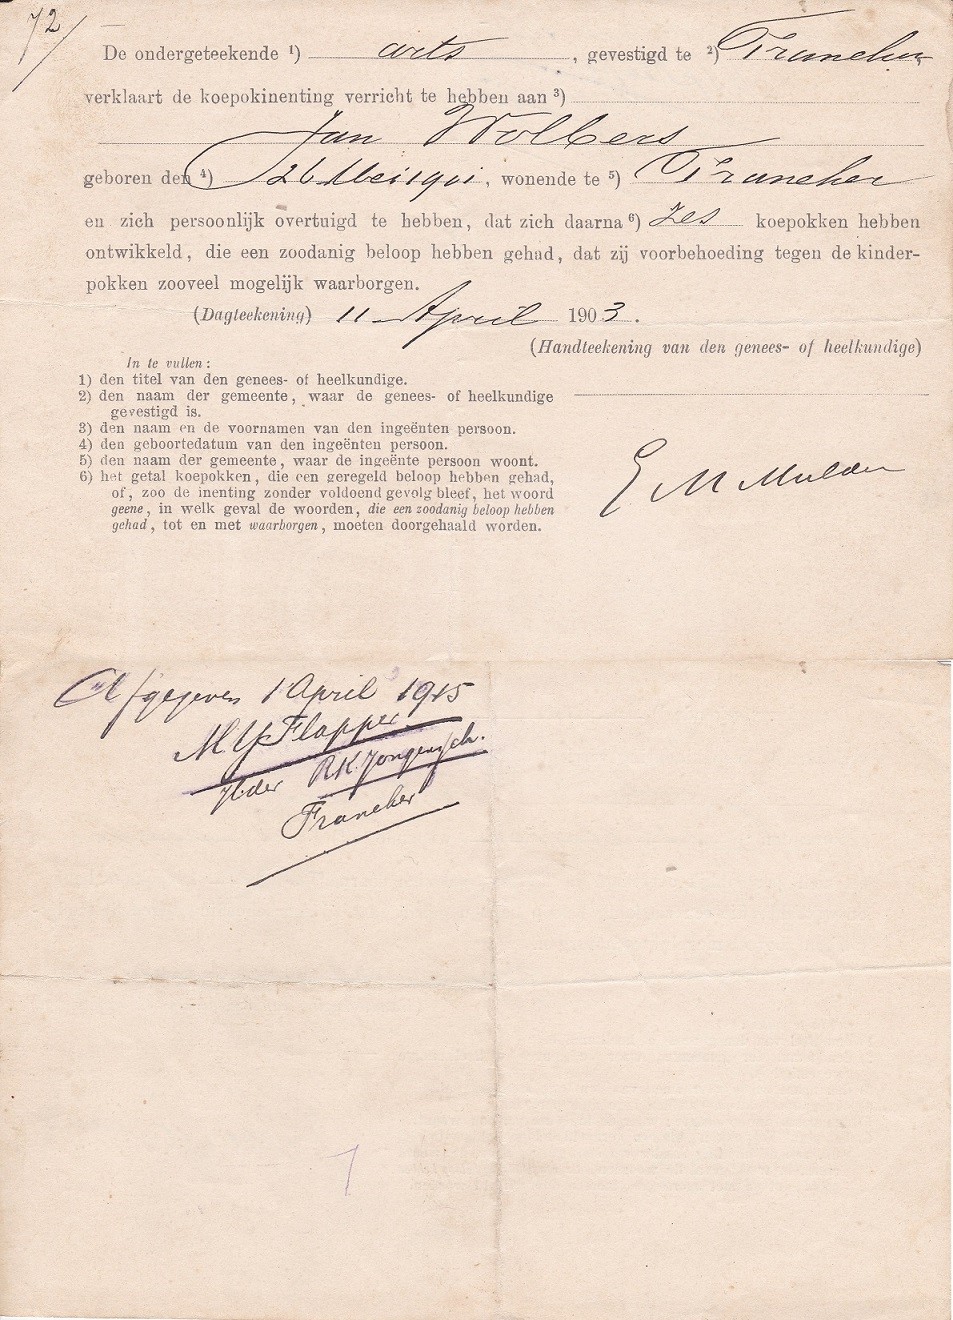 72/
De ondergeteekende 1) arts, gevestigd te 2) Franeker
verklaart de koepokinenting verricht te hebben aan 3)
Jan Wolbers
geboren den 4) 26 Mei 1901, wonende te 5) Franeker
en zich persoonlijk overtuigd te hebben, dat zich daarna 6) zes koepokken hebben
ontwikkeld, die een zoodanig beloop hebben gehad, dat zij voorbehoeding tegen de kinder-
pokken zooveel mogelijk waarborgen.
(Dagteekening) 11 April 1903.
(Handteekening van den genees- of heelkundige)
In te vullen:
1) den titel van den genees- of heelkundige.
2) den naam der gemeente, waar de genees- of heelkundige
gevestigd is.
3) den naam en de voornamen van den ingeënten persoon.
4) den geboortedatum van den ingeënten persoon.
5) den naam der gemeente, waar de ingeënte persoon woont.
6) het getal koepokken, die een geregeld beloop hebben gehad,
of, zoo de inenting zonder voldoend gevolg bleef, het woord
geene, in welk geval de woorden, die een zoodanig beloop hebben
gehad, tot en met waarborgen, moeten doorgehaald worden.
E M Mulder
Afgegeven 1 April 1915
M. Y. Flapper
R.K. Jongensch.
Franeker